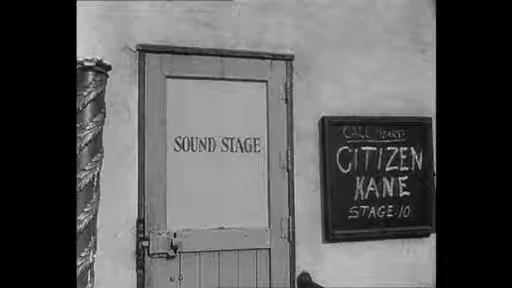 SOUND STAGE
CALL BOARD
CITIZEN
KANE
STAGE·10